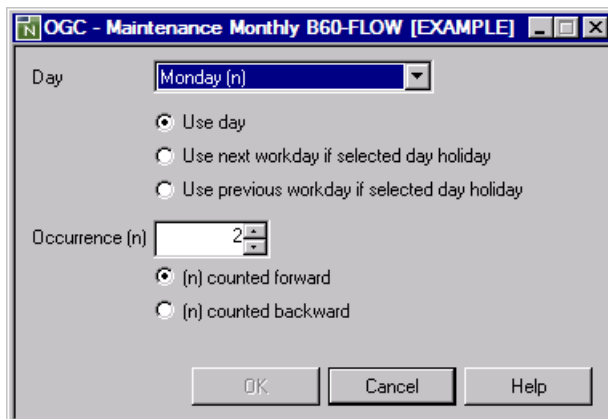 OGC - Maintenance Monthly B60-FLOW [EXAMPLE]
Day Monday (n)
Use day
Use next workday if selected day holiday
Use previous workday if selected day holiday
Occurrence (n) 2
(n) counted forward
(n) counted backward
OK Cancel Help